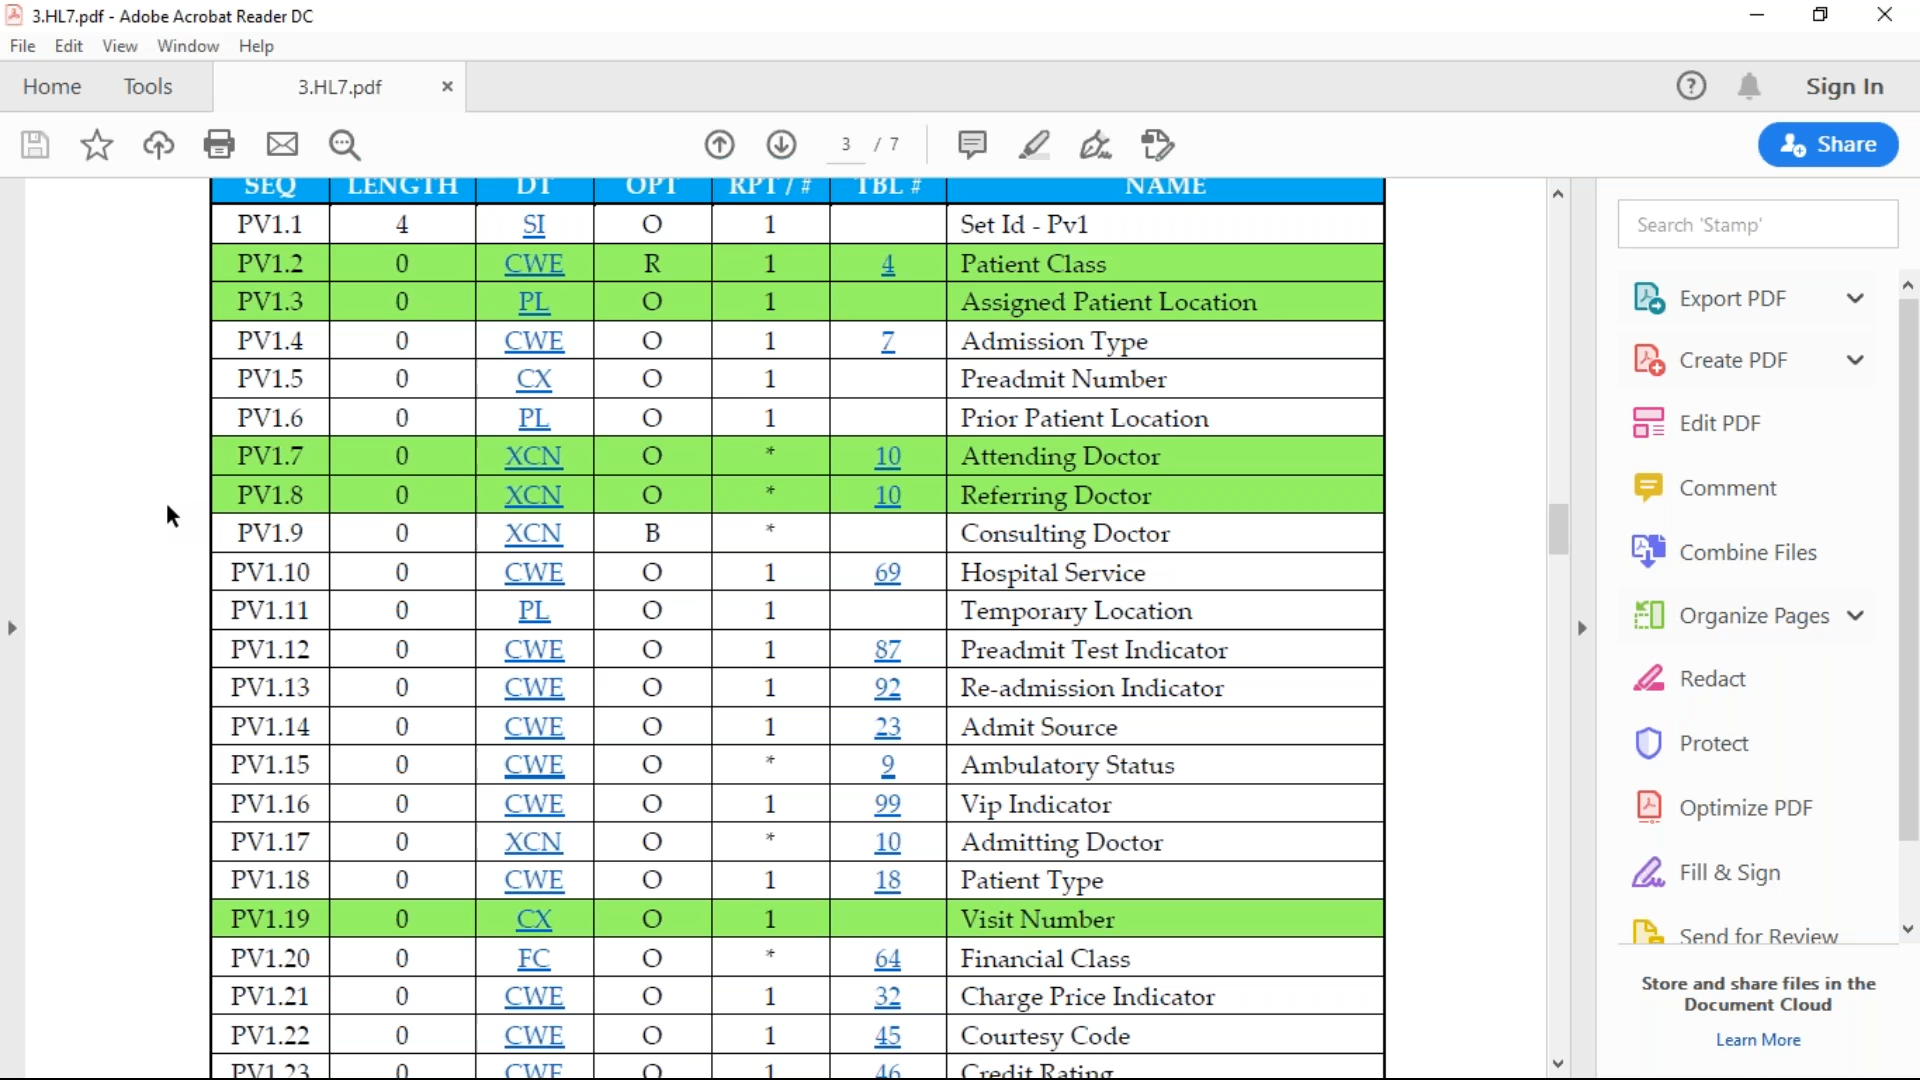 3.HL7.pdf - Adobe Acrobat Reader DC
File Edit View Window Help
Home Tools 3.HL7.pdf Sign In
3 / 7 Share
SEQ LENGTH DT OPT RPT / # TBL # NAME
PV1.1 4 SI O 1 Set Id - Pv1
PV1.2 0 CWE R 1 4 Patient Class
PV1.3 0 PL O 1 Assigned Patient Location
PV1.4 0 CWE O 1 7 Admission Type
PV1.5 0 CX O 1 Preadmit Number
PV1.6 0 PL O 1 Prior Patient Location
PV1.7 0 XCN O * 10 Attending Doctor
PV1.8 0 XCN O * 10 Referring Doctor
PV1.9 0 XCN B * Consulting Doctor
PV1.10 0 CWE O 1 69 Hospital Service
PV1.11 0 PL O 1 Temporary Location
PV1.12 0 CWE O 1 87 Preadmit Test Indicator
PV1.13 0 CWE O 1 92 Re-admission Indicator
PV1.14 0 CWE O 1 23 Admit Source
PV1.15 0 CWE O * 9 Ambulatory Status
PV1.16 0 CWE O 1 99 Vip Indicator
PV1.17 0 XCN O * 10 Admitting Doctor
PV1.18 0 CWE O 1 18 Patient Type
PV1.19 0 CX O 1 Visit Number
PV1.20 0 FC O * 64 Financial Class
PV1.21 0 CWE O 1 32 Charge Price Indicator
PV1.22 0 CWE O 1 45 Courtesy Code
PV1.23 0 CWE O 1 46 Credit Rating
Search 'Stamp'
Export PDF
Create PDF
Edit PDF
Comment
Combine Files
Organize Pages
Redact
Protect
Optimize PDF
Fill & Sign
Send for Review
Store and share files in the
Document Cloud
Learn More